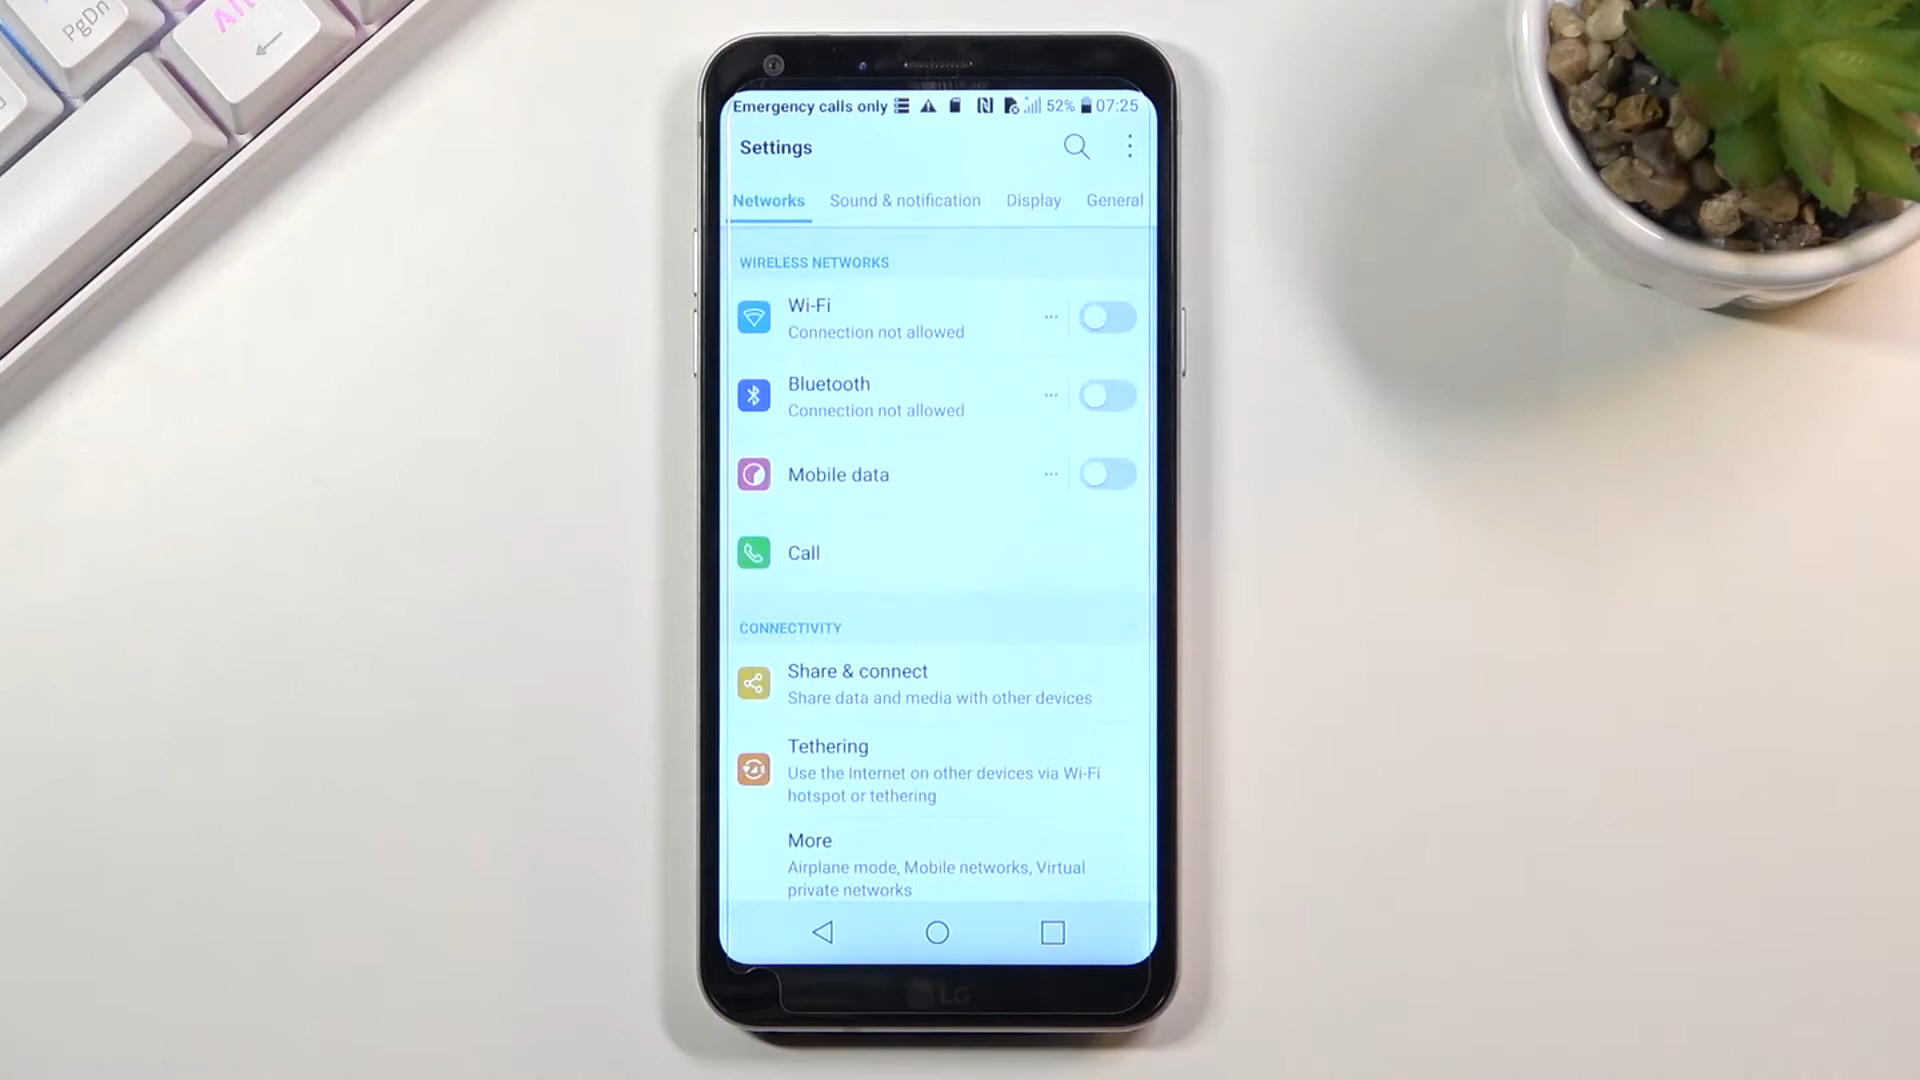 PgDn
Alt
Emergency calls only 52% 07:25
Settings
Networks Sound & notification Display General
WIRELESS NETWORKS
Wi-Fi
Connection not allowed
Bluetooth
Connection not allowed
Mobile data
Call
CONNECTIVITY
Share & connect
Share data and media with other devices
Tethering
Use the Internet on other devices via Wi-Fi
hotspot or tethering
More
Airplane mode, Mobile networks, Virtual
private networks
LG